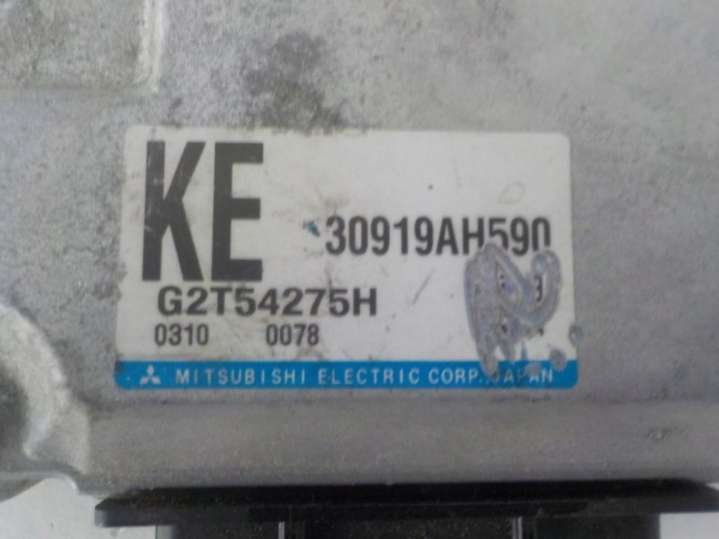 KE
30919AH590
G2T54275H
0310 0078
MITSUBISHI ELECTRIC CORP. JAPAN